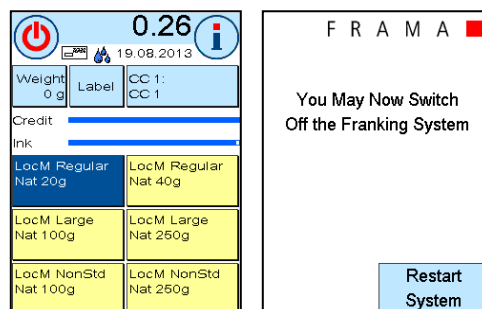 0.26
19.08.2013
Weight
0 g
Label
CC 1:
CC 1
Credit
Ink
LocM Regular
Nat 20g
LocM Regular
Nat 40g
LocM Large
Nat 100g
LocM Large
Nat 250g
LocM NonStd
Nat 100g
LocM NonStd
Nat 250g
FRAMA
You May Now Switch
Off the Franking System
Restart
System